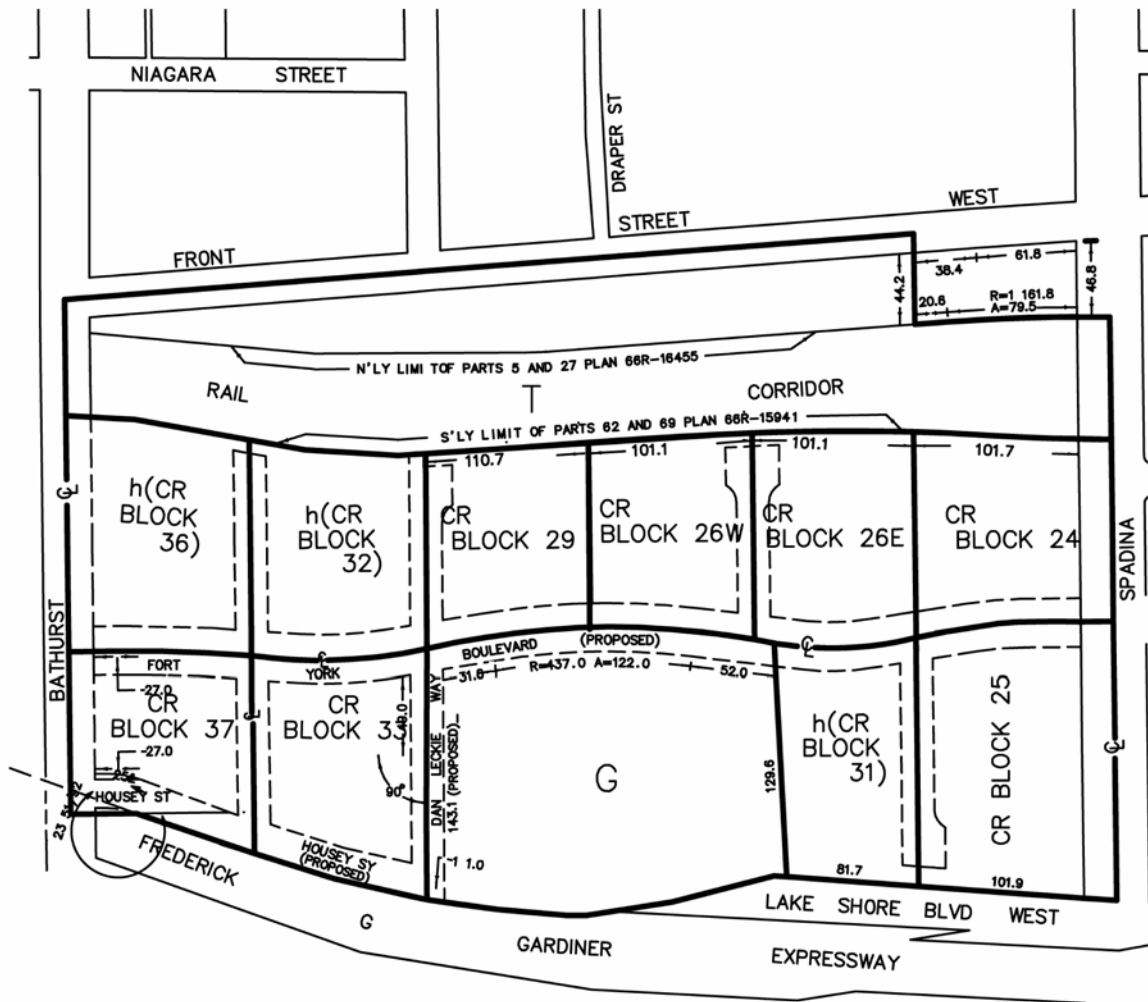 NIAGARA STREET
DRAPER ST
WEST
STREET
FRONT
38.4
61.8
44.2
46.8
20.6
R=1 161.8
A=79.5
N'LY LIMI TOF PARTS 5 AND 27 PLAN 66R-16455
RAIL
T
CORRIDOR
S'LY LIMIT OF PARTS 62 AND 69 PLAN 66R-15941
110.7
101.1
101.1
101.7
h(CR
BLOCK
36)
h(CR
BLOCK
32)
CR
BLOCK 29
CR
BLOCK 26W
CR
BLOCK 26E
CR
BLOCK 24
SPADINA
BATHURST
FORT
YORK
BOULEVARD
(PROPOSED)
31.6
R=437.0 A=122.0
52.0
-27.0
CR
BLOCK 37
-27.0
HOUSEY ST
CR
BLOCK 33
90°
DAN LECKIE WAY
143.1 (PROPOSED)
G
129.6
h(CR
BLOCK
31)
CR BLOCK 25
HOUSEY SY
(PROPOSED)
1.0
81.7
101.9
FREDERICK
G
GARDINER
EXPRESSWAY
LAKE SHORE BLVD WEST